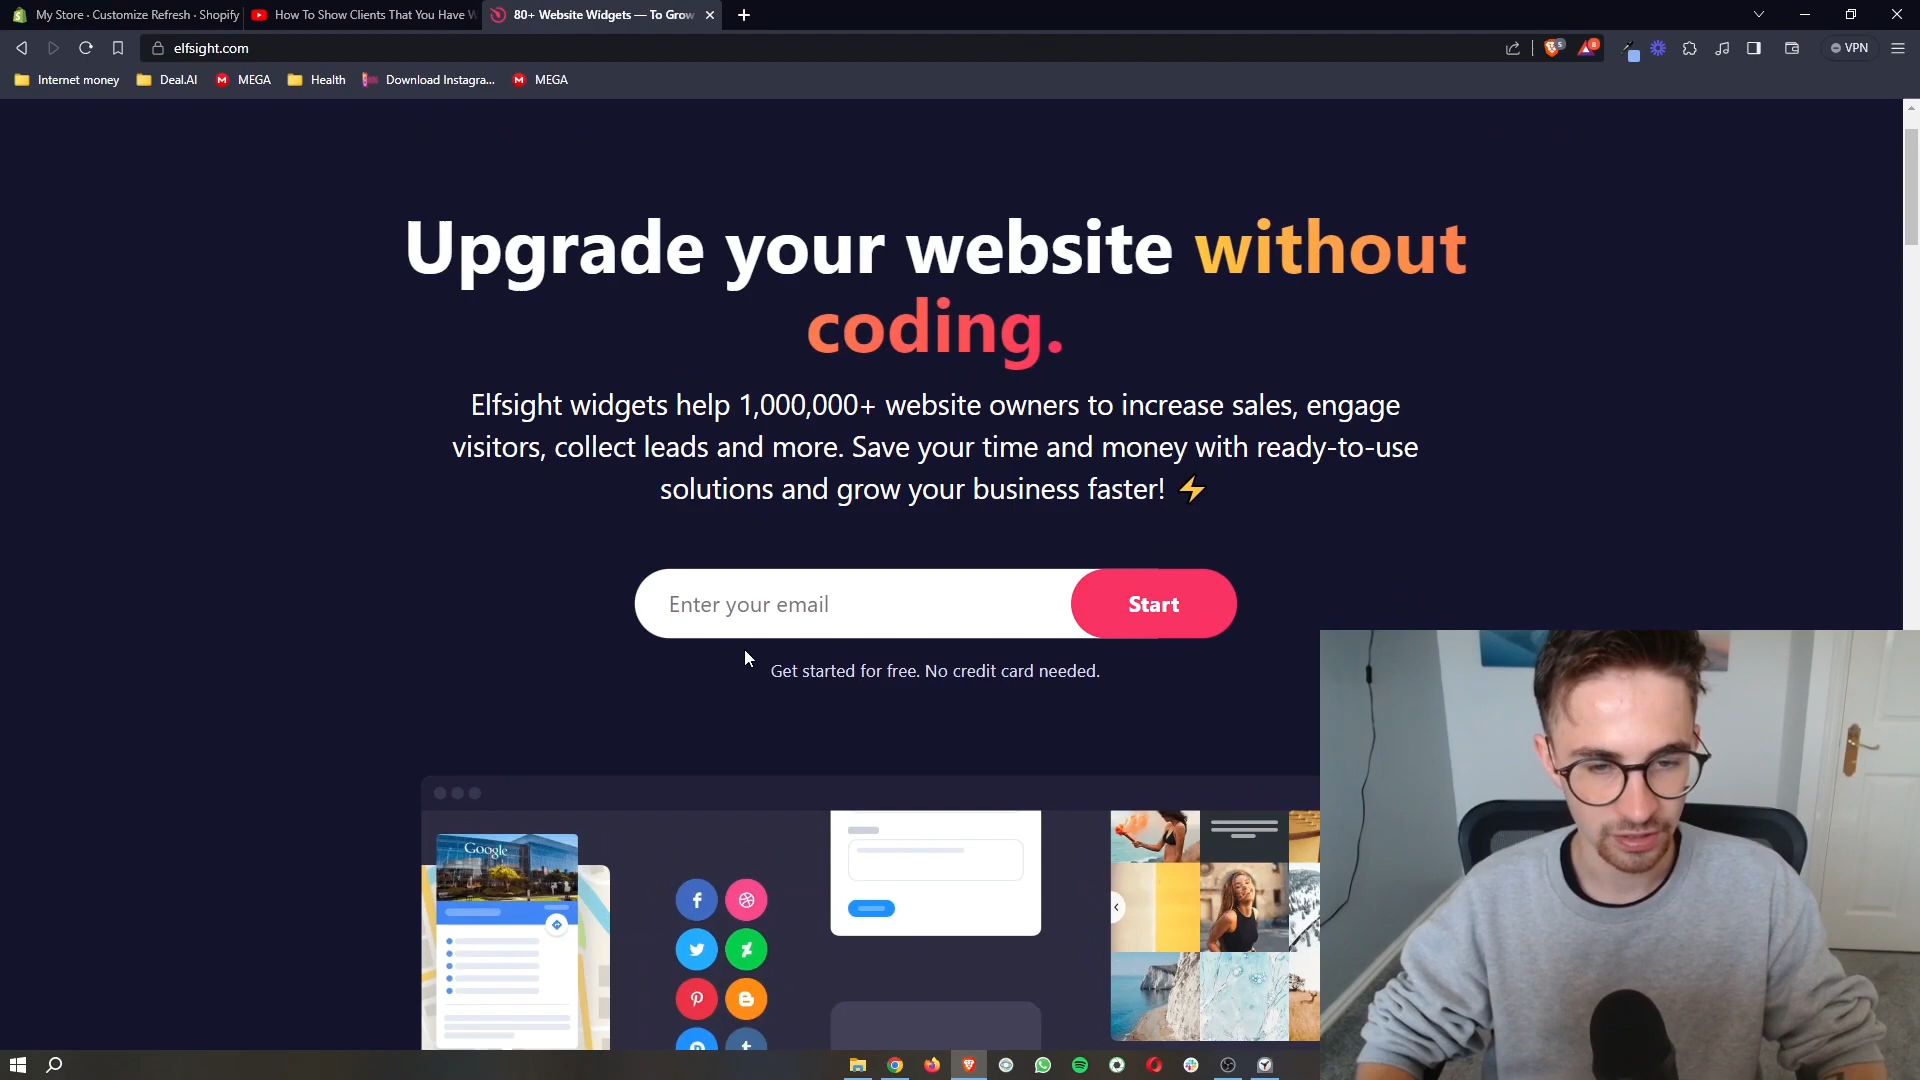 My Store · Customize Refresh · Shopify
How To Show Clients That You Have W
80+ Website Widgets — To Grow
elfsight.com
5
8
VPN
Internet money
Deal.AI
MEGA
Health
Download Instagra...
MEGA
Upgrade your website without
coding.
Elfsight widgets help 1,000,000+ website owners to increase sales, engage
visitors, collect leads and more. Save your time and money with ready-to-use
solutions and grow your business faster! ⚡
Enter your email
Start
Get started for free. No credit card needed.
Google